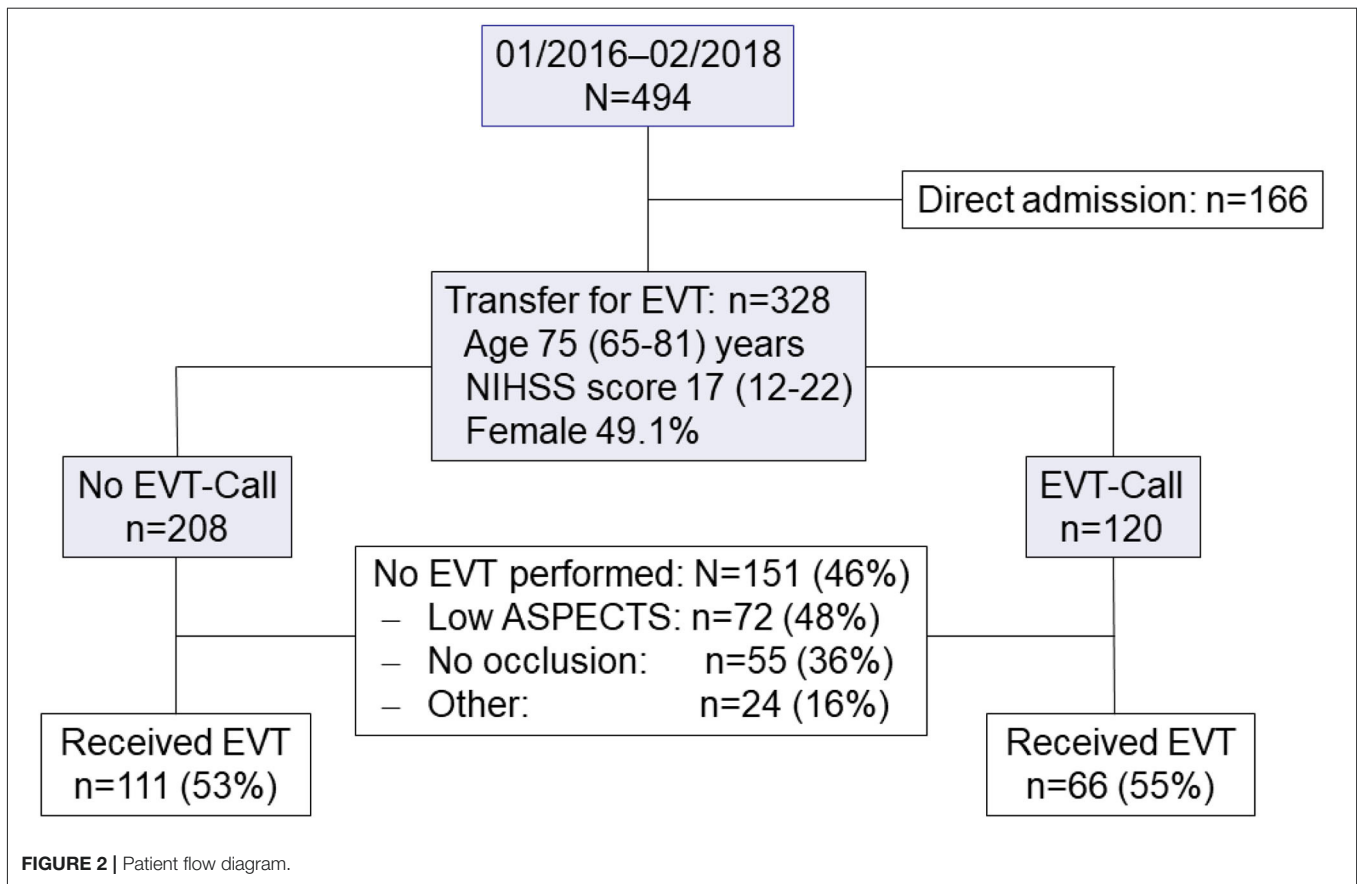 01/2016–02/2018
N=494
Direct admission: n=166
Transfer for EVT: n=328
Age 75 (65-81) years
NIHSS score 17 (12-22)
Female 49.1%
No EVT-Call
n=208
EVT-Call
n=120
No EVT performed: N=151 (46%)
– Low ASPECTS: n=72 (48%)
– No occlusion: n=55 (36%)
– Other: n=24 (16%)
Received EVT
n=111 (53%)
Received EVT
n=66 (55%)
FIGURE 2 | Patient flow diagram.